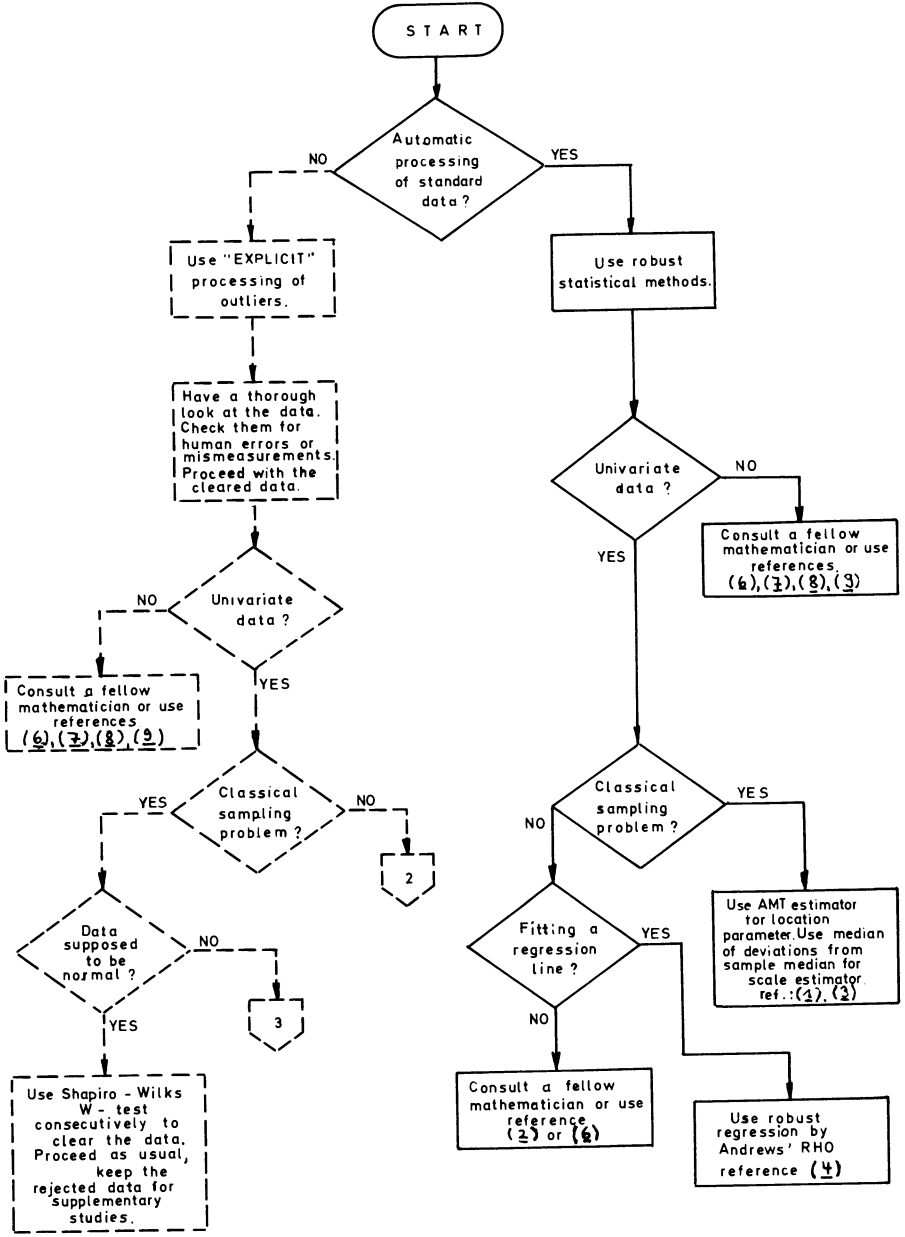 START
Automatic
processing
of standard
data?
NO
YES
Use "EXPLICIT"
processing of
outliers.
Use robust
statistical methods.
Have a thorough
look at the data.
Check them for
human errors or
mismeasurements.
Proceed with the
cleared data.
Univariate
data?
NO
YES
Consult a fellow
mathematician or use
references.
(6),(7),(8),(9)
Univariate
data?
NO
YES
Consult a fellow
mathematician or use
references
(6),(7),(8),(9)
Classical
sampling
problem?
YES
NO
2
Classical
sampling
problem?
YES
NO
Use AMT estimator
for location
parameter. Use median
of deviations from
sample median for
scale estimator.
ref.:(1),(3)
Data
supposed
to be
normal?
NO
YES
3
Fitting a
regression
line?
YES
NO
Use Shapiro - Wilks
W - test
consecutively to
clear the data.
Proceed as usual,
keep the
rejected data for
supplementary
studies.
Consult a fellow
mathematician or use
reference
(2) or (6)
Use robust
regression by
Andrews' RHO
reference (4)